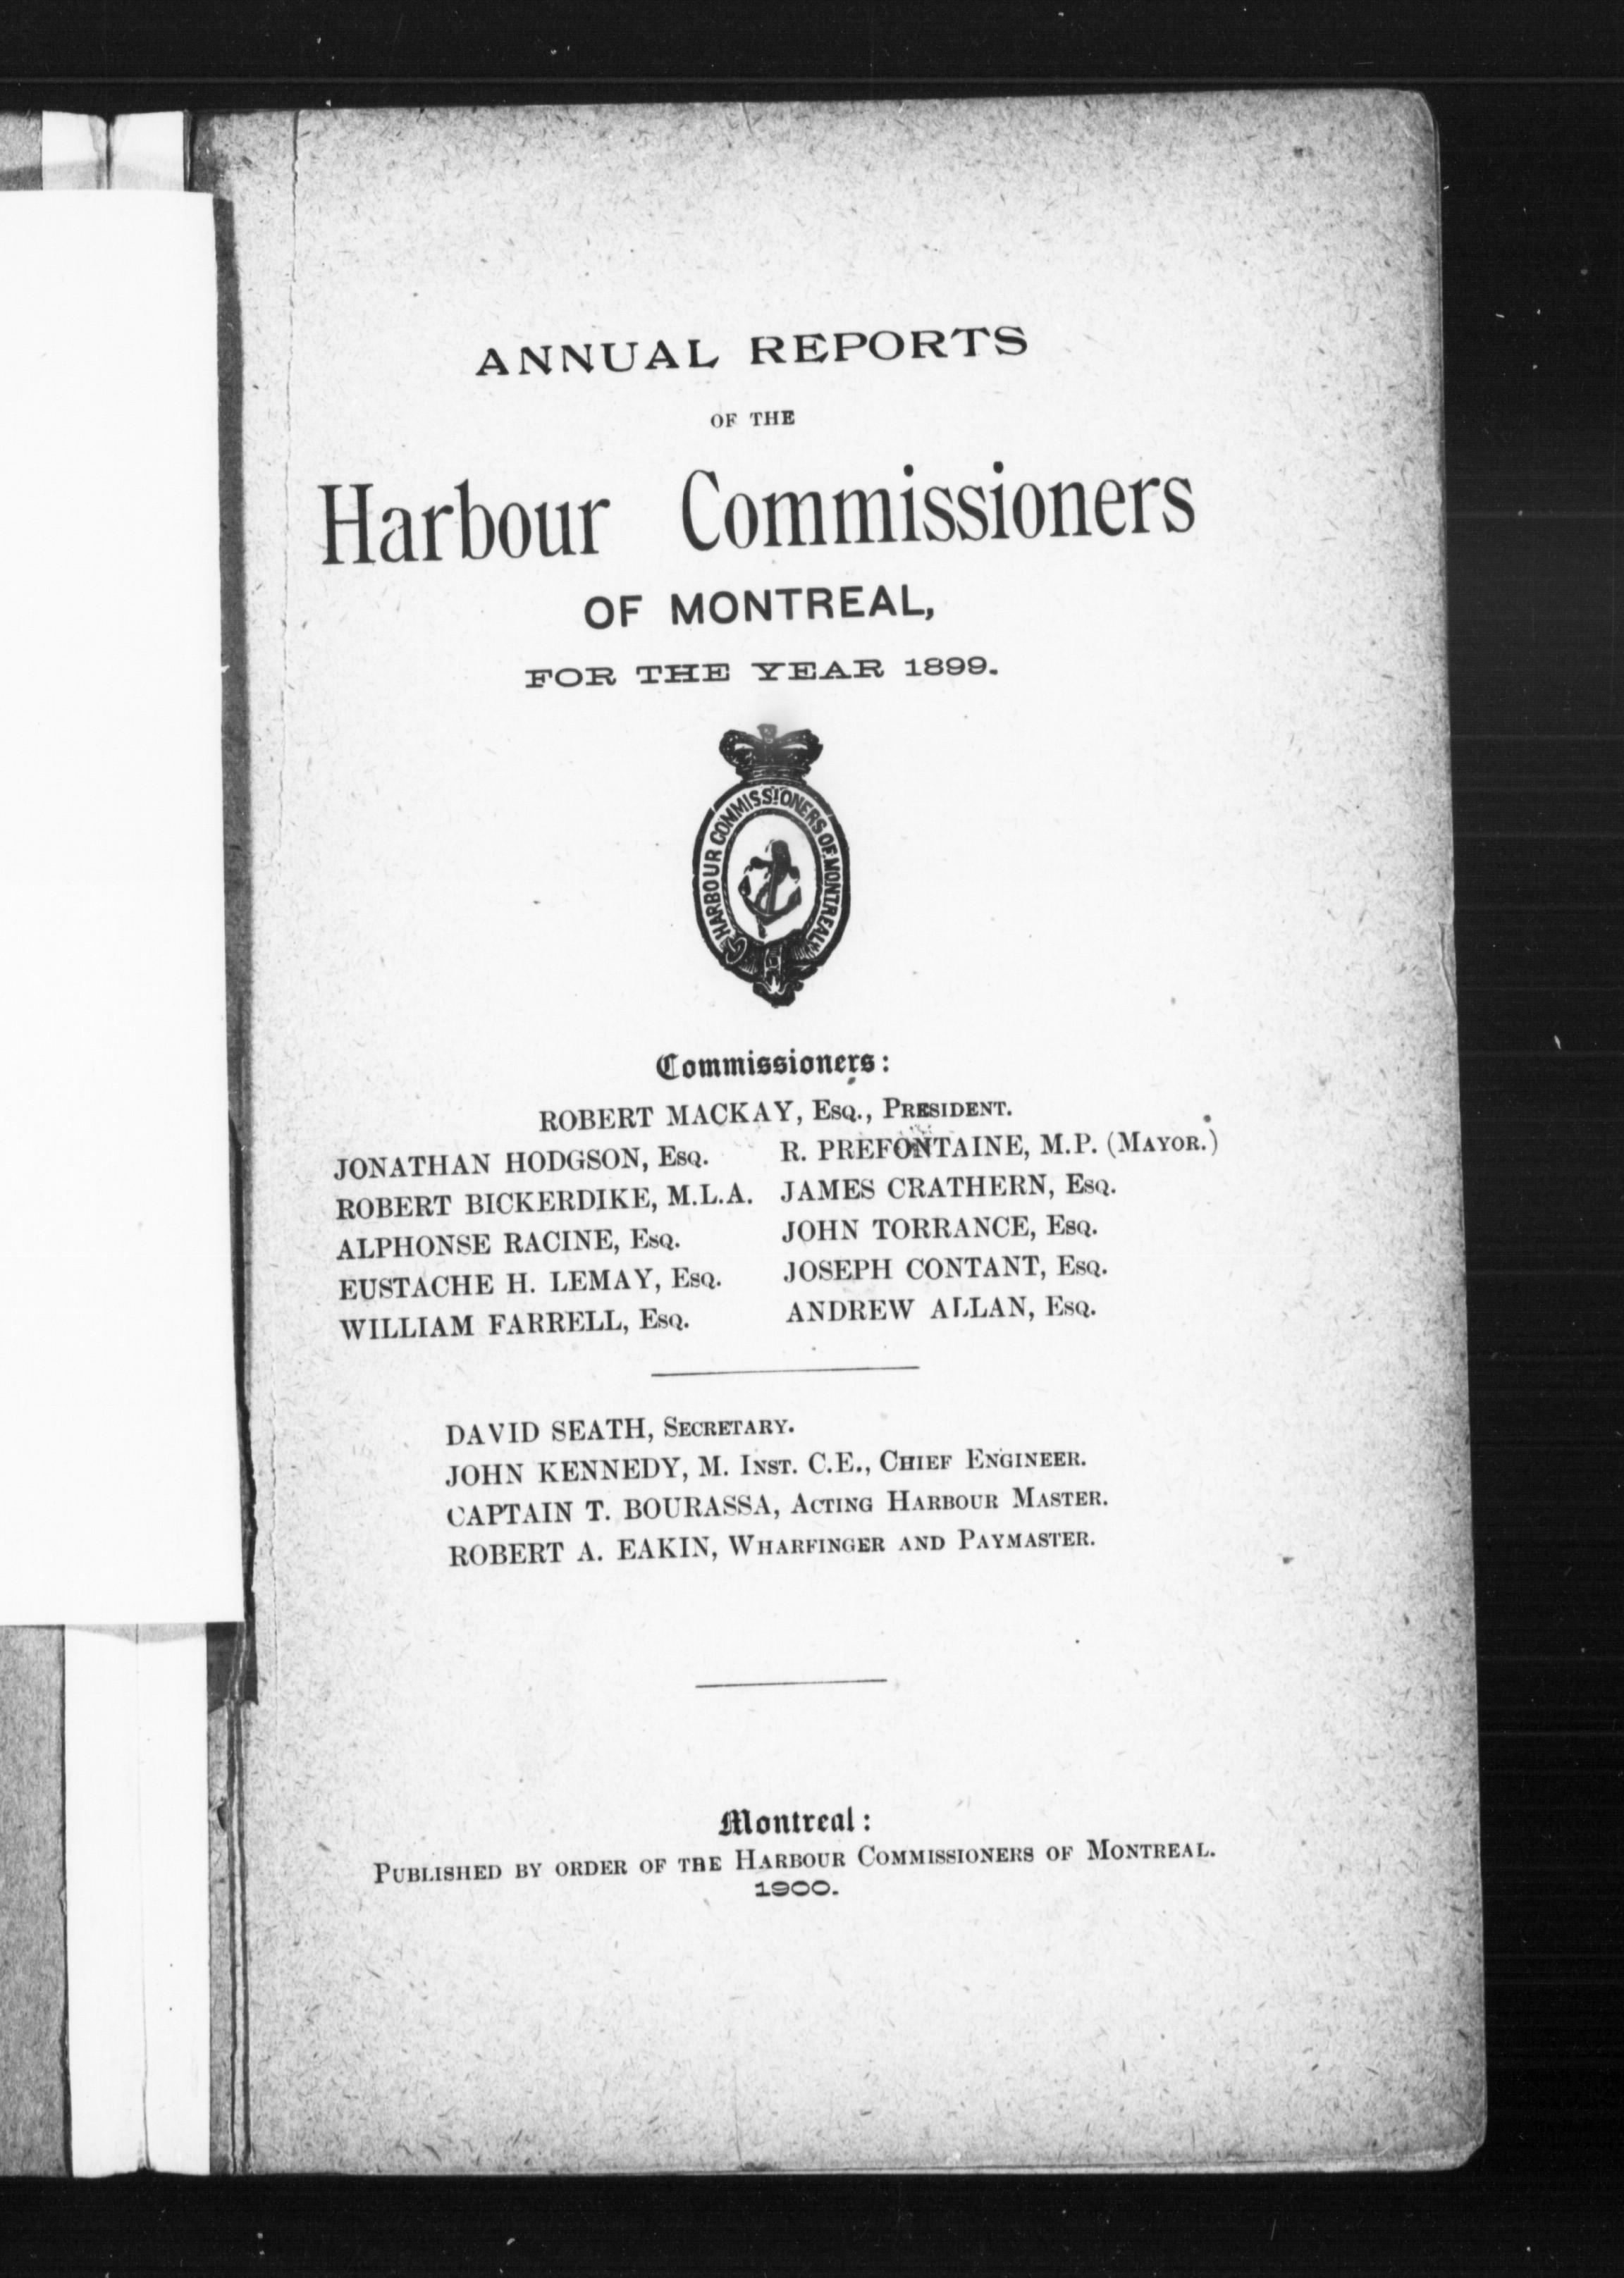 ANNUAL REPORTS
OF THE
Harbour Commissioners
OF MONTREAL,
FOR THE YEAR 1899.
HARBOUR COMMISSIONERS OF MONTREAL
Commissioners:
ROBERT MACKAY, ESQ., PRESIDENT.
JONATHAN HODGSON, ESQ. R. PREFONTAINE, M.P. (MAYOR.)
ROBERT BICKERDIKE, M.L.A. JAMES CRATHERN, ESQ.
ALPHONSE RACINE, ESQ. JOHN TORRANCE, ESQ.
EUSTACHE H. LEMAY, ESQ. JOSEPH CONTANT, ESQ.
WILLIAM FARRELL, ESQ. ANDREW ALLAN, ESQ.
DAVID SEATH, SECRETARY.
JOHN KENNEDY, M. INST. C.E., CHIEF ENGINEER.
CAPTAIN T. BOURASSA, ACTING HARBOUR MASTER.
ROBERT A. EAKIN, WHARFINGER AND PAYMASTER.
Montreal:
PUBLISHED BY ORDER OF THE HARBOUR COMMISSIONERS OF MONTREAL.
1900.